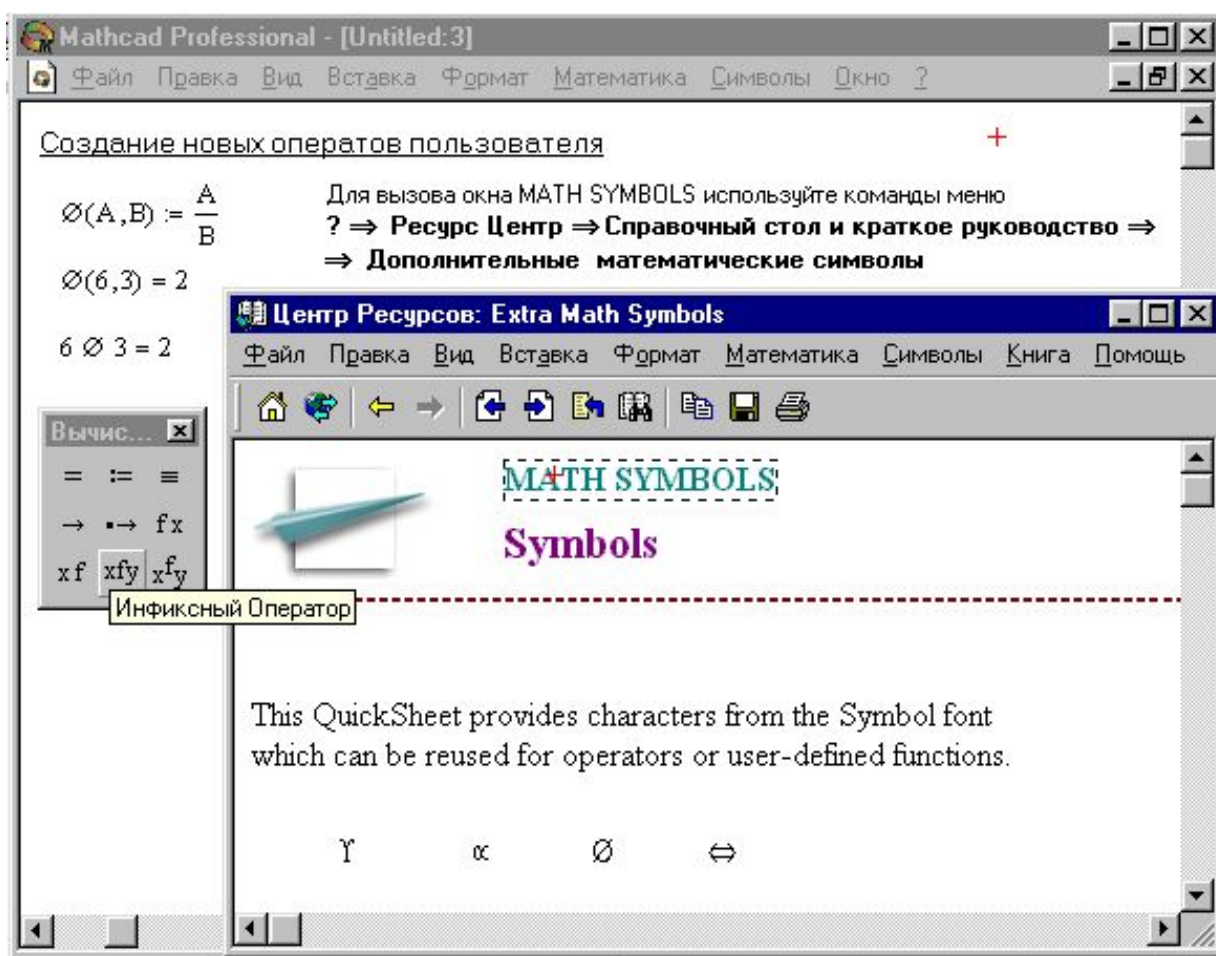 Mathcad Professional - [Untitled:3]
Файл Правка Вид Вставка Формат Математика Символы Окно ?
Создание новых операторв пользователя
Ø(A,B) := A
B
Для вызова окна MATH SYMBOLS используйте команды меню
? ⇒ Ресурс Центр ⇒ Справочный стол и краткое руководство ⇒
⇒ Дополнительные математические символы
Ø(6,3) = 2
6 Ø 3 = 2
Центр Ресурсов: Extra Math Symbols
Файл Правка Вид Вставка Формат Математика Символы Книга Помощь
Вычис...
= := ≡
→ ▪→ f x
x f xfy xfy
Инфиксный Оператор
MATH SYMBOLS
Symbols
This QuickSheet provides characters from the Symbol font
which can be reused for operators or user-defined functions.
ϒ ∝ Ø ⇔